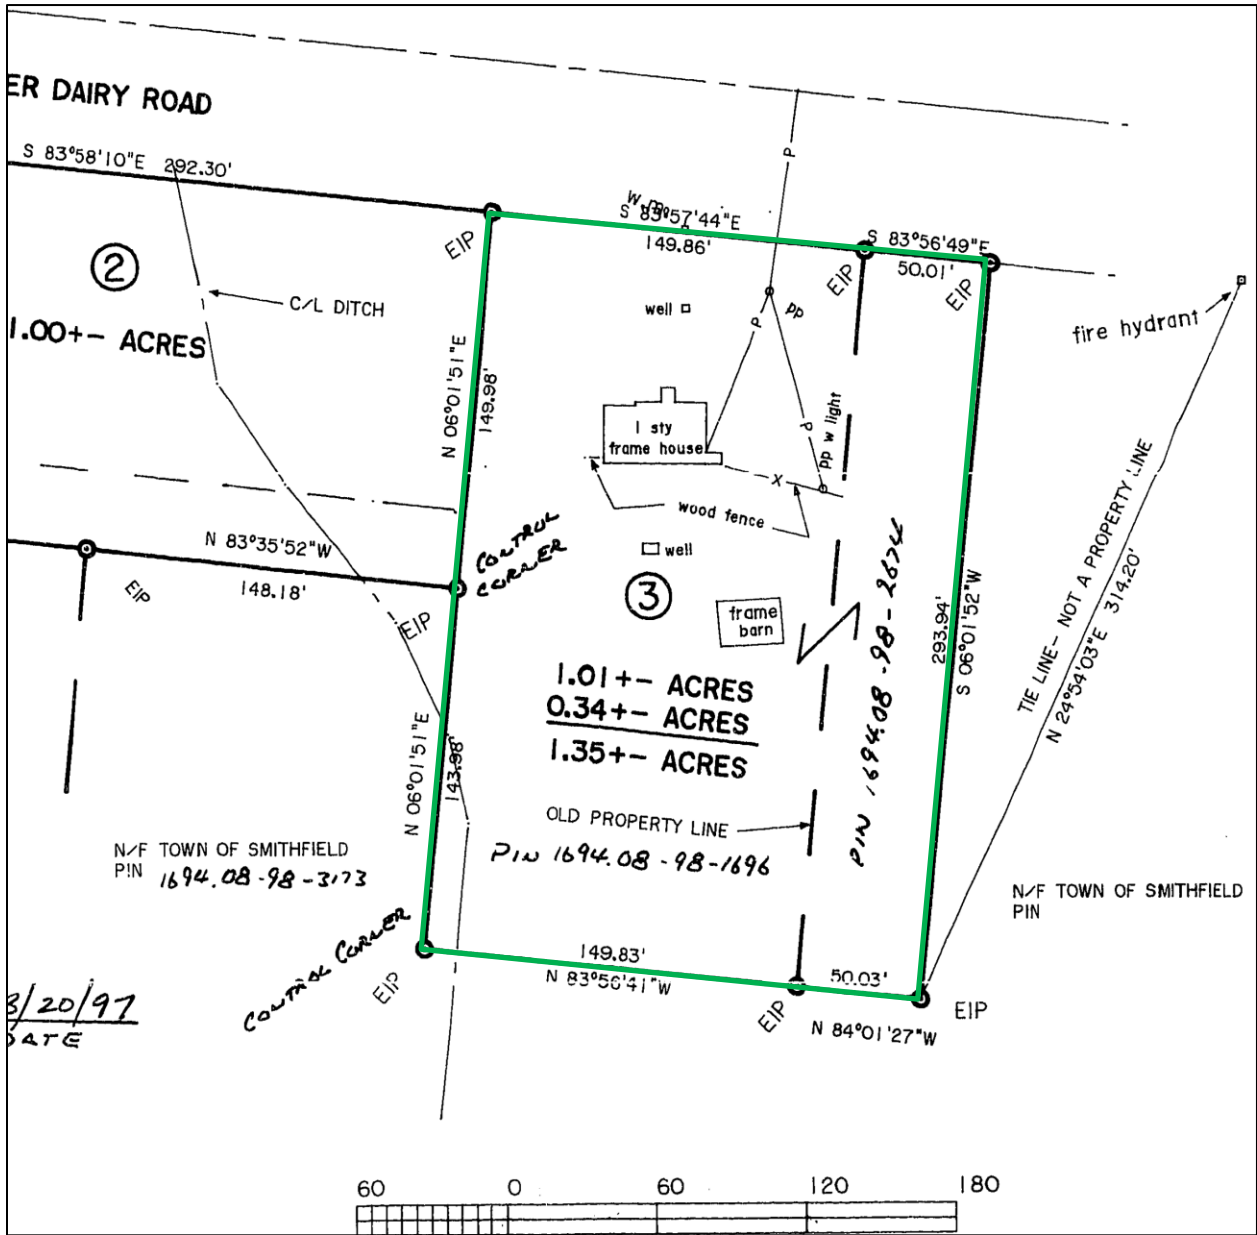 ER DAIRY ROAD
S 83°58'10"E 292.30'
W.m.
S 83°57'44"E
149.86'
S 83°56'49"E
50.01'
EIP
EIP
EIP
2
C/L DITCH
1.00+- ACRES
well
pp
P
P
P
fire hydrant
N 06°01'51"E
149.98'
1 sty
frame house
pp w light
X
wood fence
well
N 83°35'52"W
148.18'
EIP
EIP
CONTROL
CORNER
3
frame
barn
1.01+- ACRES
0.34+- ACRES
1.35+- ACRES
PIN 1694.08-98-2674
293.94'
S 06°01'52"W
TIE LINE - NOT A PROPERTY LINE
N 24°54'03"E 314.20'
N 06°01'51"E
143.98'
OLD PROPERTY LINE
PIN 1694.08-98-1696
N/F TOWN OF SMITHFIELD
PIN 1694.08-98-3173
N/F TOWN OF SMITHFIELD
PIN
CONTROL CORNER
EIP
149.83'
N 83°56'41"W
50.03'
EIP
EIP
N 84°01'27"W
3/20/97
DATE
60 0 60 120 180